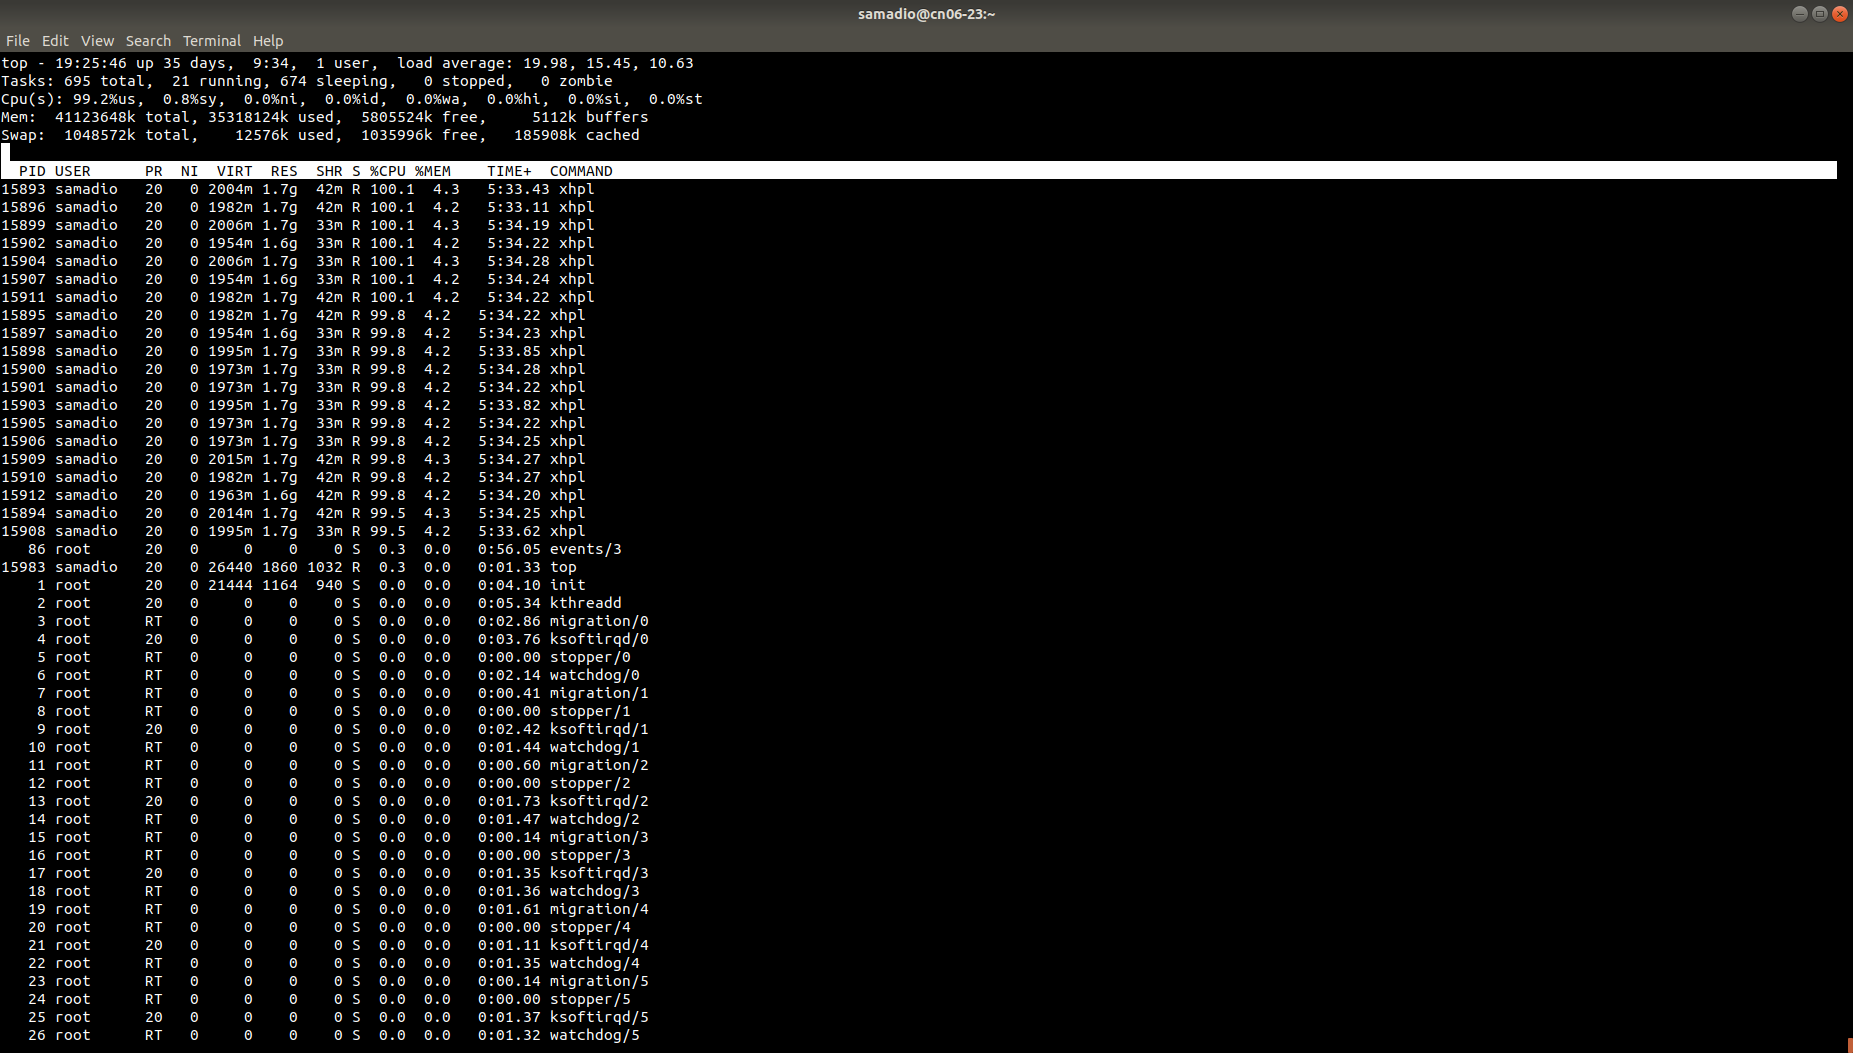 samadio@cn06-23:~
File Edit View Search Terminal Help
top - 19:25:46 up 35 days,  9:34,  1 user,  load average: 19.98, 15.45, 10.63
Tasks: 695 total,  21 running, 674 sleeping,   0 stopped,   0 zombie
Cpu(s): 99.2%us,  0.8%sy,  0.0%ni,  0.0%id,  0.0%wa,  0.0%hi,  0.0%si,  0.0%st
Mem:  41123648k total, 35318124k used,  5805524k free,     5112k buffers
Swap:  1048572k total,    12576k used,  1035996k free,   185908k cached
  PID USER      PR  NI  VIRT  RES  SHR S %CPU %MEM    TIME+  COMMAND
15893 samadio   20   0 2004m 1.7g  42m R 100.1  4.3   5:33.43 xhpl
15896 samadio   20   0 1982m 1.7g  42m R 100.1  4.2   5:33.11 xhpl
15899 samadio   20   0 2006m 1.7g  33m R 100.1  4.3   5:34.19 xhpl
15902 samadio   20   0 1954m 1.6g  33m R 100.1  4.2   5:34.22 xhpl
15904 samadio   20   0 2006m 1.7g  33m R 100.1  4.3   5:34.28 xhpl
15907 samadio   20   0 1954m 1.6g  33m R 100.1  4.2   5:34.24 xhpl
15911 samadio   20   0 1982m 1.7g  42m R 100.1  4.2   5:34.22 xhpl
15895 samadio   20   0 1982m 1.7g  42m R 99.8  4.2   5:34.22 xhpl
15897 samadio   20   0 1954m 1.6g  33m R 99.8  4.2   5:34.23 xhpl
15898 samadio   20   0 1995m 1.7g  33m R 99.8  4.2   5:33.85 xhpl
15900 samadio   20   0 1973m 1.7g  33m R 99.8  4.2   5:34.28 xhpl
15901 samadio   20   0 1973m 1.7g  33m R 99.8  4.2   5:34.22 xhpl
15903 samadio   20   0 1995m 1.7g  33m R 99.8  4.2   5:33.82 xhpl
15905 samadio   20   0 1973m 1.7g  33m R 99.8  4.2   5:34.22 xhpl
15906 samadio   20   0 1973m 1.7g  33m R 99.8  4.2   5:34.25 xhpl
15909 samadio   20   0 2015m 1.7g  42m R 99.8  4.3   5:34.27 xhpl
15910 samadio   20   0 1982m 1.7g  42m R 99.8  4.2   5:34.27 xhpl
15912 samadio   20   0 1963m 1.6g  42m R 99.8  4.2   5:34.20 xhpl
15894 samadio   20   0 2014m 1.7g  42m R 99.5  4.3   5:34.25 xhpl
15908 samadio   20   0 1995m 1.7g  33m R 99.5  4.2   5:33.62 xhpl
   86 root      20   0     0    0    0 S  0.3  0.0   0:56.05 events/3
15983 samadio   20   0 26440 1860 1032 R  0.3  0.0   0:01.33 top
    1 root      20   0 21444 1164  940 S  0.0  0.0   0:04.10 init
    2 root      20   0     0    0    0 S  0.0  0.0   0:05.34 kthreadd
    3 root      RT   0     0    0    0 S  0.0  0.0   0:02.86 migration/0
    4 root      20   0     0    0    0 S  0.0  0.0   0:03.76 ksoftirqd/0
    5 root      RT   0     0    0    0 S  0.0  0.0   0:00.00 stopper/0
    6 root      RT   0     0    0    0 S  0.0  0.0   0:02.14 watchdog/0
    7 root      RT   0     0    0    0 S  0.0  0.0   0:00.41 migration/1
    8 root      RT   0     0    0    0 S  0.0  0.0   0:00.00 stopper/1
    9 root      20   0     0    0    0 S  0.0  0.0   0:02.42 ksoftirqd/1
   10 root      RT   0     0    0    0 S  0.0  0.0   0:01.44 watchdog/1
   11 root      RT   0     0    0    0 S  0.0  0.0   0:00.60 migration/2
   12 root      RT   0     0    0    0 S  0.0  0.0   0:00.00 stopper/2
   13 root      20   0     0    0    0 S  0.0  0.0   0:01.73 ksoftirqd/2
   14 root      RT   0     0    0    0 S  0.0  0.0   0:01.47 watchdog/2
   15 root      RT   0     0    0    0 S  0.0  0.0   0:00.14 migration/3
   16 root      RT   0     0    0    0 S  0.0  0.0   0:00.00 stopper/3
   17 root      20   0     0    0    0 S  0.0  0.0   0:01.35 ksoftirqd/3
   18 root      RT   0     0    0    0 S  0.0  0.0   0:01.36 watchdog/3
   19 root      RT   0     0    0    0 S  0.0  0.0   0:01.61 migration/4
   20 root      RT   0     0    0    0 S  0.0  0.0   0:00.00 stopper/4
   21 root      20   0     0    0    0 S  0.0  0.0   0:01.11 ksoftirqd/4
   22 root      RT   0     0    0    0 S  0.0  0.0   0:01.35 watchdog/4
   23 root      RT   0     0    0    0 S  0.0  0.0   0:00.14 migration/5
   24 root      RT   0     0    0    0 S  0.0  0.0   0:00.00 stopper/5
   25 root      20   0     0    0    0 S  0.0  0.0   0:01.37 ksoftirqd/5
   26 root      RT   0     0    0    0 S  0.0  0.0   0:01.32 watchdog/5